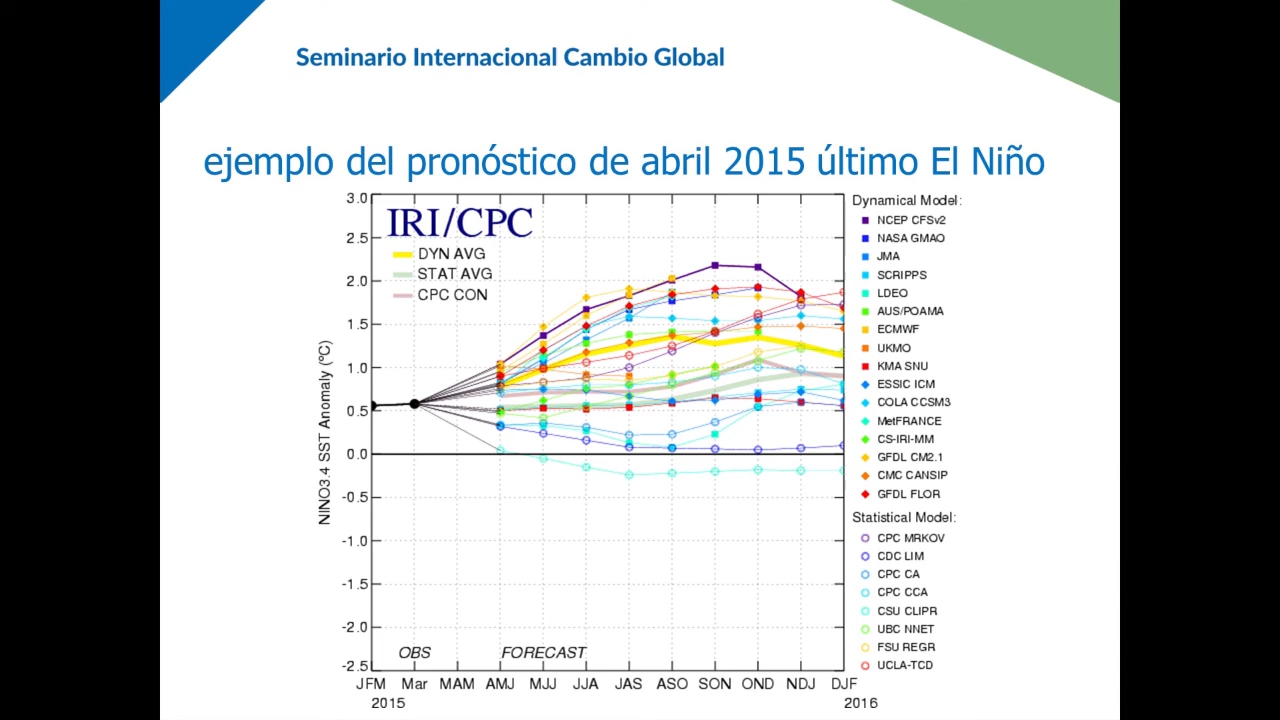 Seminario Internacional Cambio Global
ejemplo del pronóstico de abril 2015 último El Niño
IRI/CPC
DYN AVG
STAT AVG
CPC CON
NINO3.4 SST Anomaly (ºC)
3.0
2.5
2.0
1.5
1.0
0.5
0.0
-0.5
-1.0
-1.5
-2.0
-2.5
OBS FORECAST
JFM Mar MAM AMJ MJJ JJA JAS ASO SON OND NDJ DJF
2015 2016
Dynamical Model:
NCEP CFSv2
NASA GMAO
JMA
SCRIPPS
LDEO
AUS/POAMA
ECMWF
UKMO
KMA SNU
ESSIC ICM
COLA CCSM3
MetFRANCE
CS-IRI-MM
GFDL CM2.1
CMC CANSIP
GFDL FLOR
Statistical Model:
CPC MRKOV
CDC LIM
CPC CA
CPC CCA
CSU CLIPR
UBC NNET
FSU REGR
UCLA-TCD